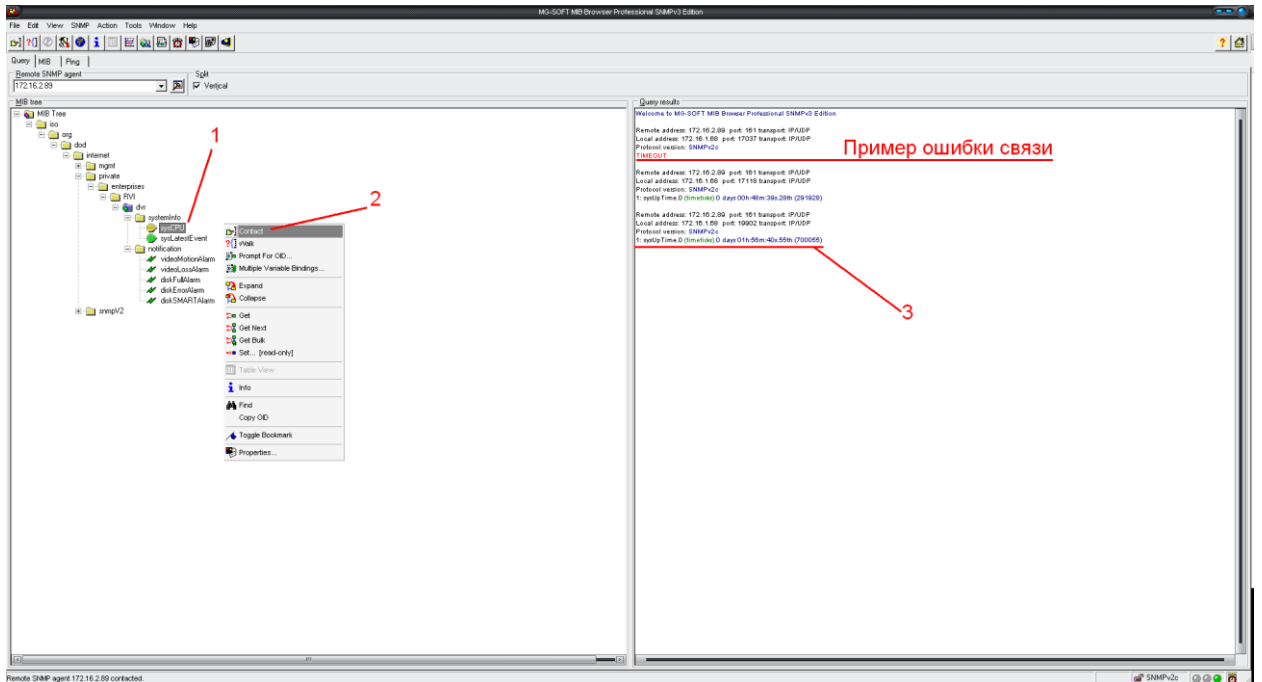 MG-SOFT MIB Browser Professional SNMPv3 Edition
File Edit View SNMP Action Tools Window Help
Query MIB Ping
Remote SNMP agent
Split
172.16.2.89
Vertical
MIB tree
MIB Tree
iso
org
dod
internet
mgmt
private
enterprises
RVI
dvr
systemInfo
sysCPU
sysLatestEvent
notification
videoMotionAlarm
videoLossAlarm
diskFullAlarm
diskErrorAlarm
diskSMARTAlarm
snmpV2
1
2
Contact
Walk
Prompt For OID...
Multiple Variable Bindings...
Expand
Collapse
Get
Get Next
Get Bulk
Set... [read-only]
Table View
Info
Find
Copy OID
Toggle Bookmark
Properties...
Query results
Welcome to MG-SOFT MIB Browser Professional SNMPv3 Edition
Remote address: 172.16.2.89 port: 161 transport: IP/UDP
Local address: 172.16.1.68 port: 17037 transport: IP/UDP
Protocol version: SNMPv2c
TIMEOUT
Пример ошибки связи
Remote address: 172.16.2.89 port: 161 transport: IP/UDP
Local address: 172.16.1.68 port: 17118 transport: IP/UDP
Protocol version: SNMPv2c
1: sysUpTime.0 (timeticks) 0 days 00h:48m:39s.28th (291928)
Remote address: 172.16.2.89 port: 161 transport: IP/UDP
Local address: 172.16.1.68 port: 19902 transport: IP/UDP
Protocol version: SNMPv2c
1: sysUpTime.0 (timeticks) 0 days 01h:56m:40s.55th (700055)
3
Remote SNMP agent 172.16.2.89 contacted.
SNMPv2c